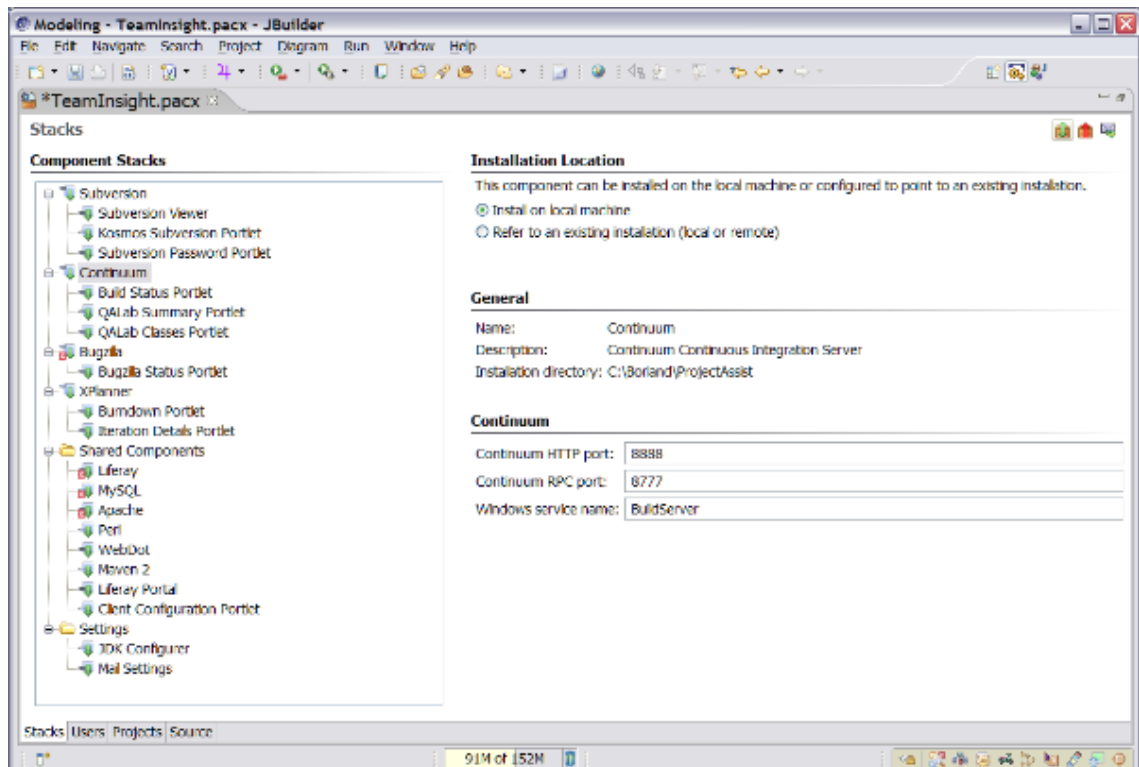 Modeling - TeamInsight.pacx - JBuilder
File Edit Navigate Search Project Diagram Run Window Help
*TeamInsight.pacx
Stacks
Component Stacks
Subversion
Subversion Viewer
Kosmos Subversion Portlet
Subversion Password Portlet
Continuum
Build Status Portlet
QALab Summary Portlet
QALab Classes Portlet
Bugzilla
Bugzilla Status Portlet
XPlanner
Burndown Portlet
Iteration Details Portlet
Shared Components
Liferay
MySQL
Apache
Perl
WebDot
Maven 2
Liferay Portal
Client Configuration Portlet
Settings
JDK Configurer
Mail Settings
Installation Location
This component can be installed on the local machine or configured to point to an existing installation.
Install on local machine
Refer to an existing installation (local or remote)
General
Name: Continuum
Description: Continuum Continuous Integration Server
Installation directory: C:\Borland\ProjectAssist
Continuum
Continuum HTTP port: 8888
Continuum RPC port: 8777
Windows service name: BuildServer
Stacks Users Projects Source
91M of 152M